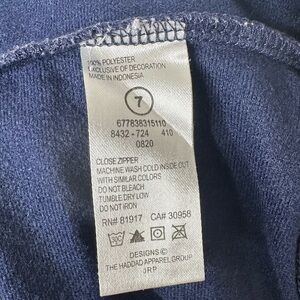 100% POLYESTER
EXCLUSIVE OF DECORATION
MADE IN INDONESIA
7
677838315110
8432-724 410
0820
CLOSE ZIPPER
MACHINE WASH COLD INSIDE OUT
WITH SIMILAR COLORS
DO NOT BLEACH
TUMBLE DRY LOW
DO NOT IRON
RN# 81917 CA# 30958
DESIGNS ©
THE HADDAD APPAREL GROUP
JRP